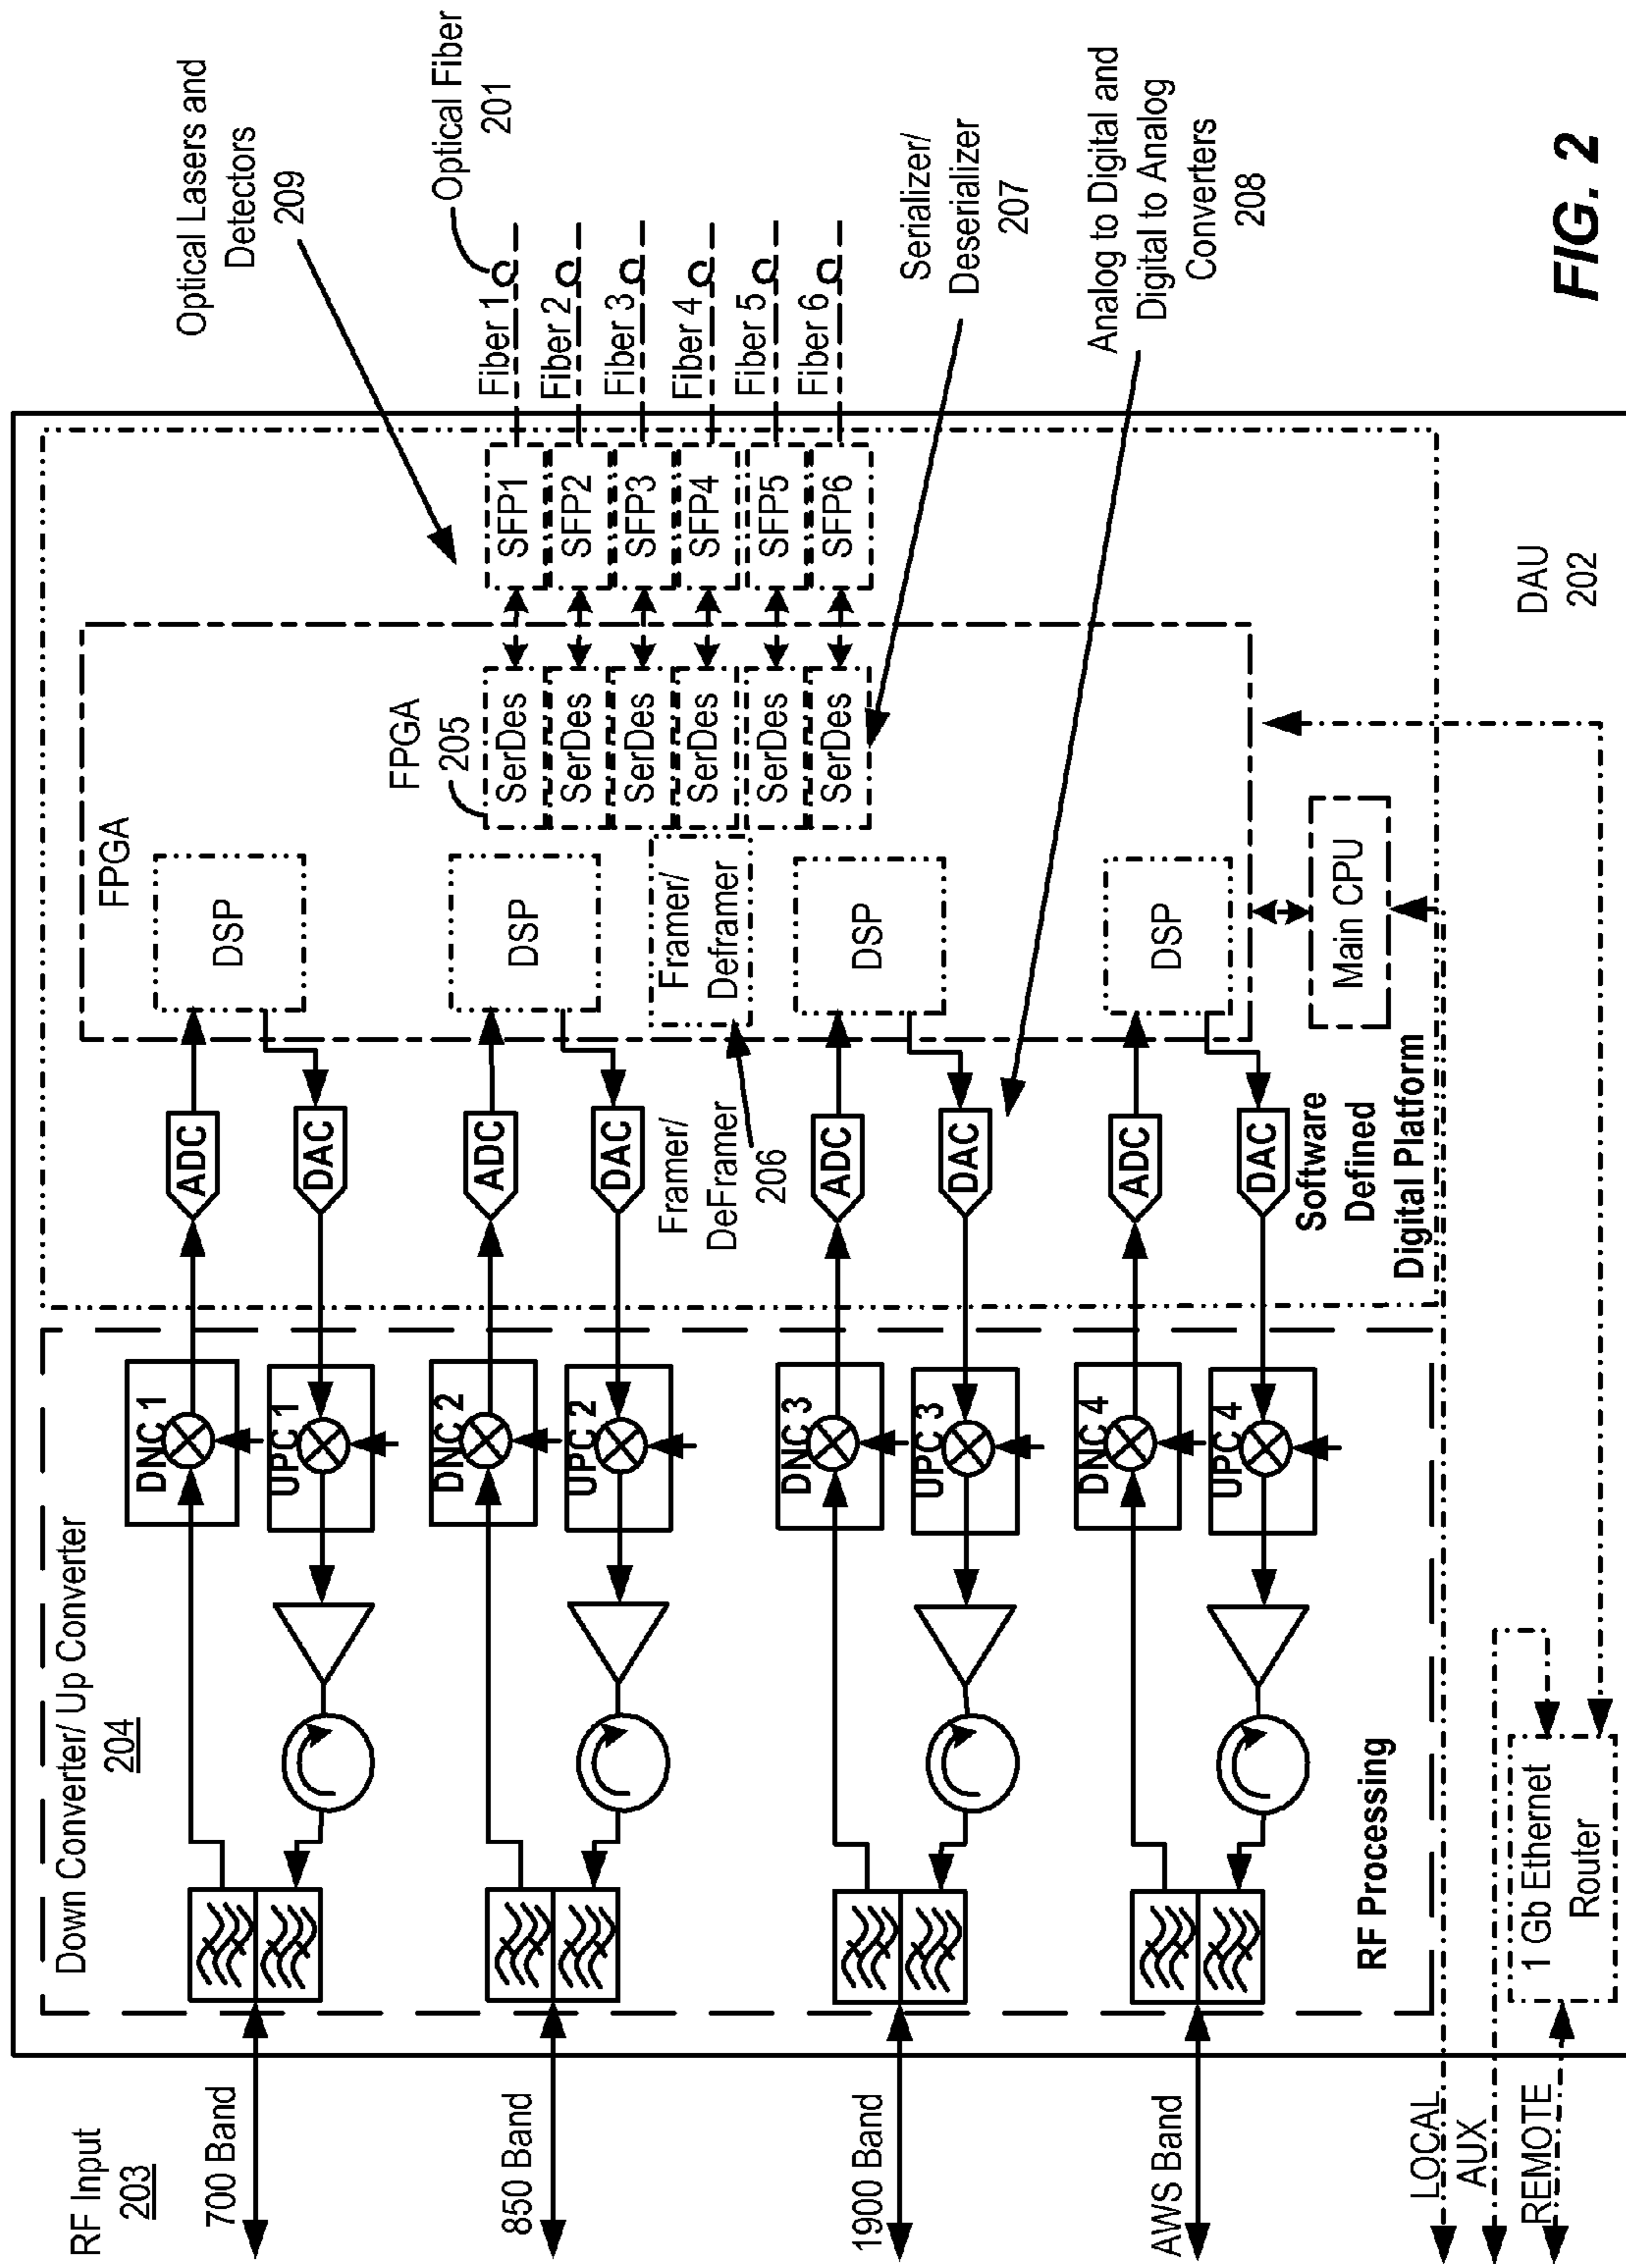 RF Input
203
700 Band
850 Band
1900 Band
AWS Band
LOCAL
AUX
REMOTE
Down Converter/ Up Converter
204
DNC 1
UPC 1
DNC 2
UPC 2
DNC 3
UPC 3
DNC 4
UPC 4
RF Processing
1 Gb Ethernet
Router
ADC
DAC
ADC
DAC
Framer/
DeFramer
206
ADC
DAC
ADC
DAC
Software
Defined
Digital Platform
FPGA
DSP
DSP
Framer/
Deframer
DSP
DSP
Main CPU
FPGA
205
SerDes
SerDes
SerDes
SerDes
SerDes
SerDes
SFP1
SFP2
SFP3
SFP4
SFP5
SFP6
DAU
202
Fiber 1
Fiber 2
Fiber 3
Fiber 4
Fiber 5
Fiber 6
Optical Lasers and
Detectors
209
Optical Fiber
201
Serializer/
Deserializer
207
Analog to Digital and
Digital to Analog
Converters
208
FIG. 2